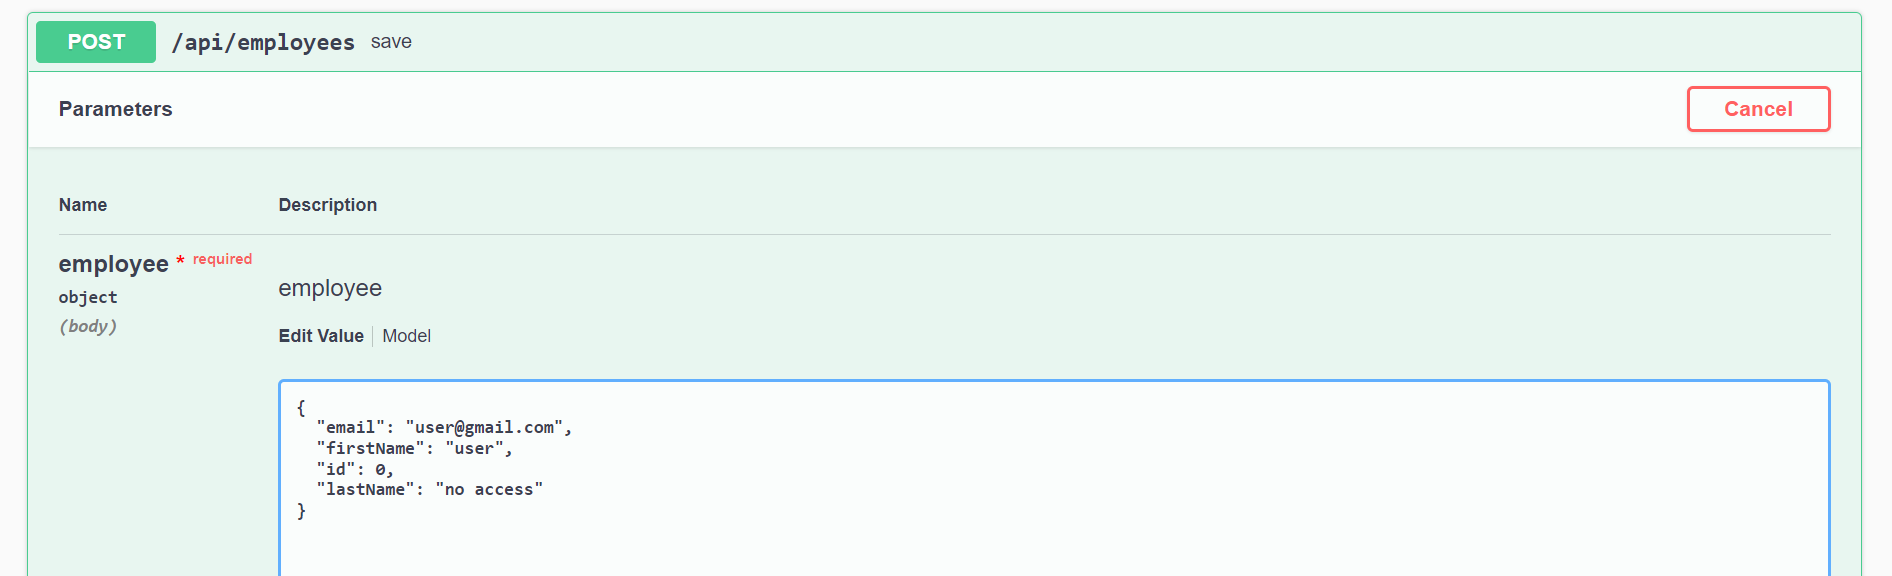 POST /api/employees save
Parameters Cancel
Name Description
employee * required
object
(body)
employee
Edit Value Model
{
  "email": "user@gmail.com",
  "firstName": "user",
  "id": 0,
  "lastName": "no access"
}